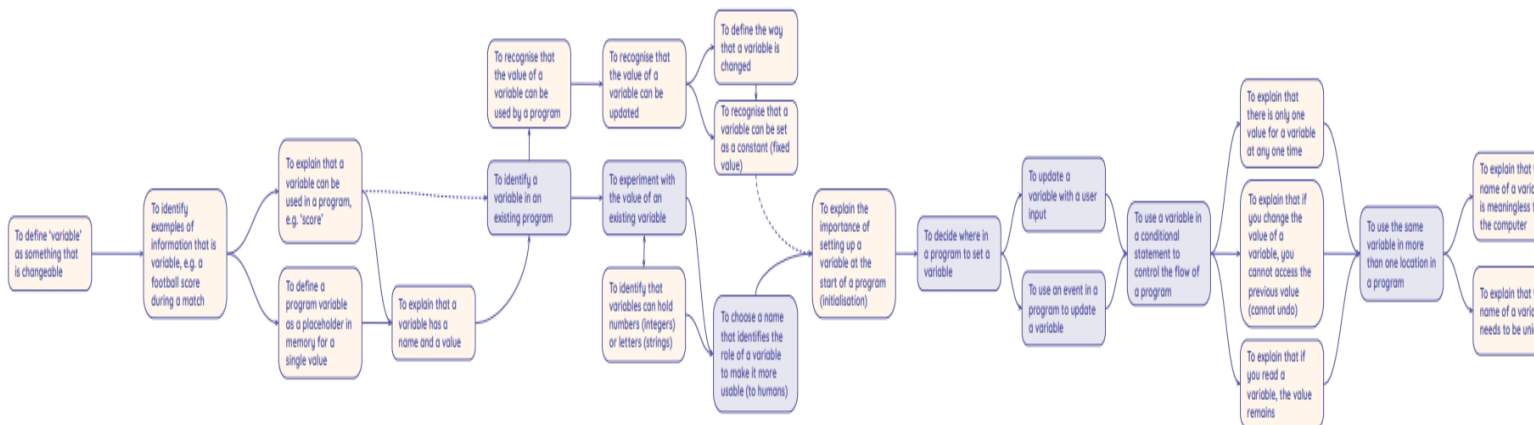 To define 'variable'
as something that
is changeable
To identify
examples of
information that is
variable, e.g. a
football score
during a match
To explain that a
variable can be
used in a program,
e.g. 'score'
To define a
program variable
as a placeholder in
memory for a
single value
To explain that a
variable has a
name and a value
To recognise that
the value of a
variable can be
used by a program
To identify a
variable in an
existing program
To recognise that
the value of a
variable can be
updated
To experiment with
the value of an
existing variable
To identify that
variables can hold
numbers (integers)
or letters (strings)
To define the way
that a variable is
changed
To recognise that a
variable can be set
as a constant (fixed
value)
To choose a name
that identifies the
role of a variable
to make it more
usable (to humans)
To explain the
importance of
setting up a
variable at the
start of a program
(initialisation)
To decide where in
a program to set a
variable
To update a
variable with a user
input
To use an event in a
program to update
a variable
To use a variable in
a conditional
statement to
control the flow of
a program
To explain that
there is only one
value for a variable
at any one time
To explain that if
you change the
value of a
variable, you
cannot access the
previous value
(cannot undo)
To explain that if
you read a
variable, the value
remains
To use the same
variable in more
than one location in
a program
To explain that
name of a
is meaningless
the computer
To explain that
name of a
needs to be